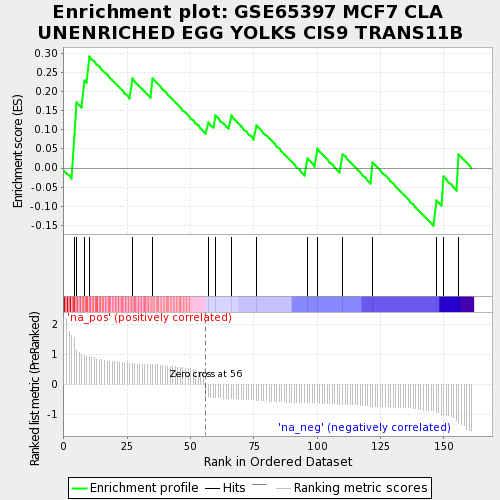 Enrichment plot: GSE65397 MCF7 CLA
UNENRICHED EGG YOLKS CIS9 TRANS11B
Enrichment score (ES)
0.30
0.25
0.20
0.15
0.10
0.05
0.00
-0.05
-0.10
-0.15
'na_pos' (positively correlated)
Zero cross at 56
'na_neg' (negatively correlated)
Ranked list metric (PreRanked)
2
1
0
-1
0
25
50
75
100
125
150
Rank in Ordered Dataset
Enrichment profile
Hits
Ranking metric scores